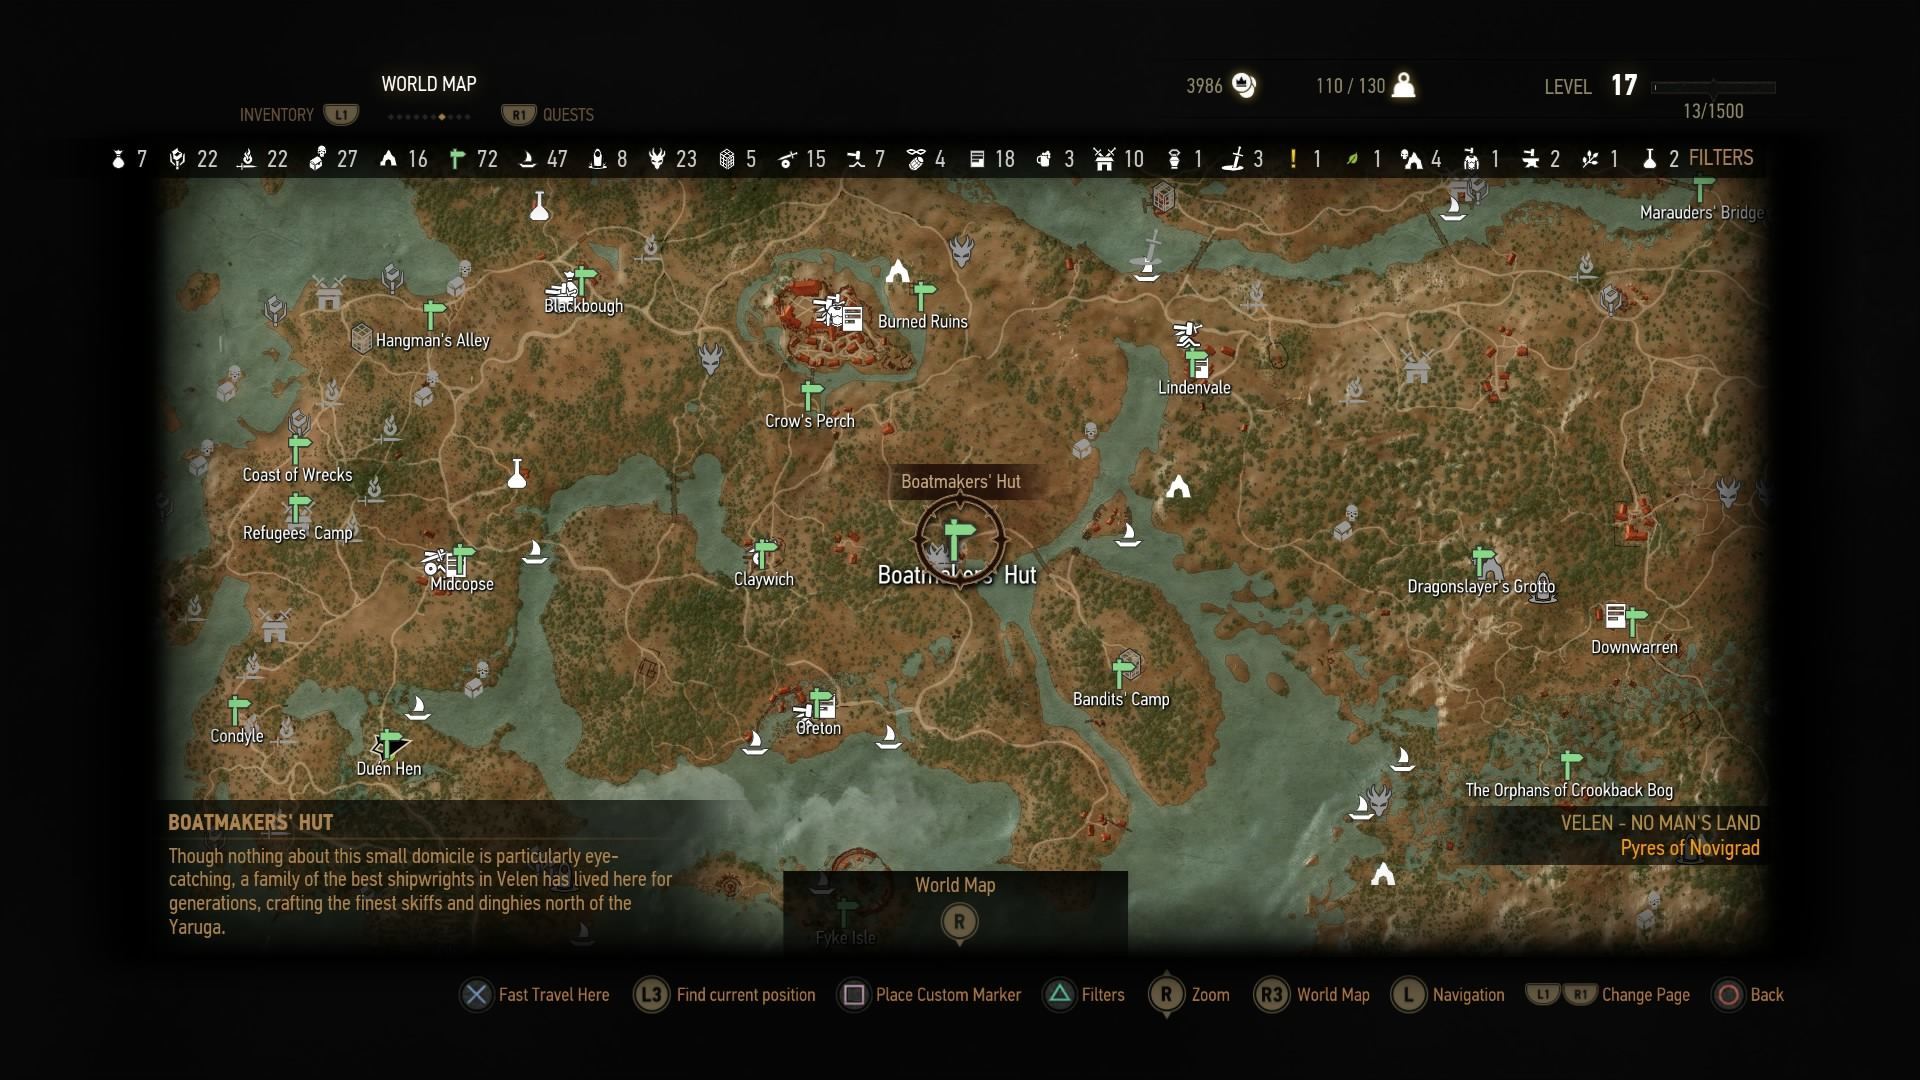 WORLD MAP
3986
110 / 130
LEVEL 17
INVENTORY L1
R1 QUESTS
13/1500
7 22 22 27 16 72 47 8 23 5 15 7 4 18 3 10 1 3 1 1 4 1 2 1 2 FILTERS
Marauders' Bridge
Blackbough
Burned Ruins
Hangman's Alley
Lindenvale
Crow's Perch
Coast of Wrecks
Boatmakers' Hut
Refugees' Camp
Boatmakers' Hut
Claywich
Midcopse
Dragonslayer's Grotto
Downwarren
Bandits' Camp
Oreton
Condyle
Duén Hen
The Orphans of Crookback Bog
BOATMAKERS' HUT
Though nothing about this small domicile is particularly eye-
catching, a family of the best shipwrights in Velen has lived here for
generations, crafting the finest skiffs and dinghies north of the
Yaruga.
VELEN - NO MAN'S LAND
Pyres of Novigrad
World Map
R
Fyke Isle
Fast Travel Here L3 Find current position Place Custom Marker Filters R Zoom R3 World Map L Navigation L1 R1 Change Page Back